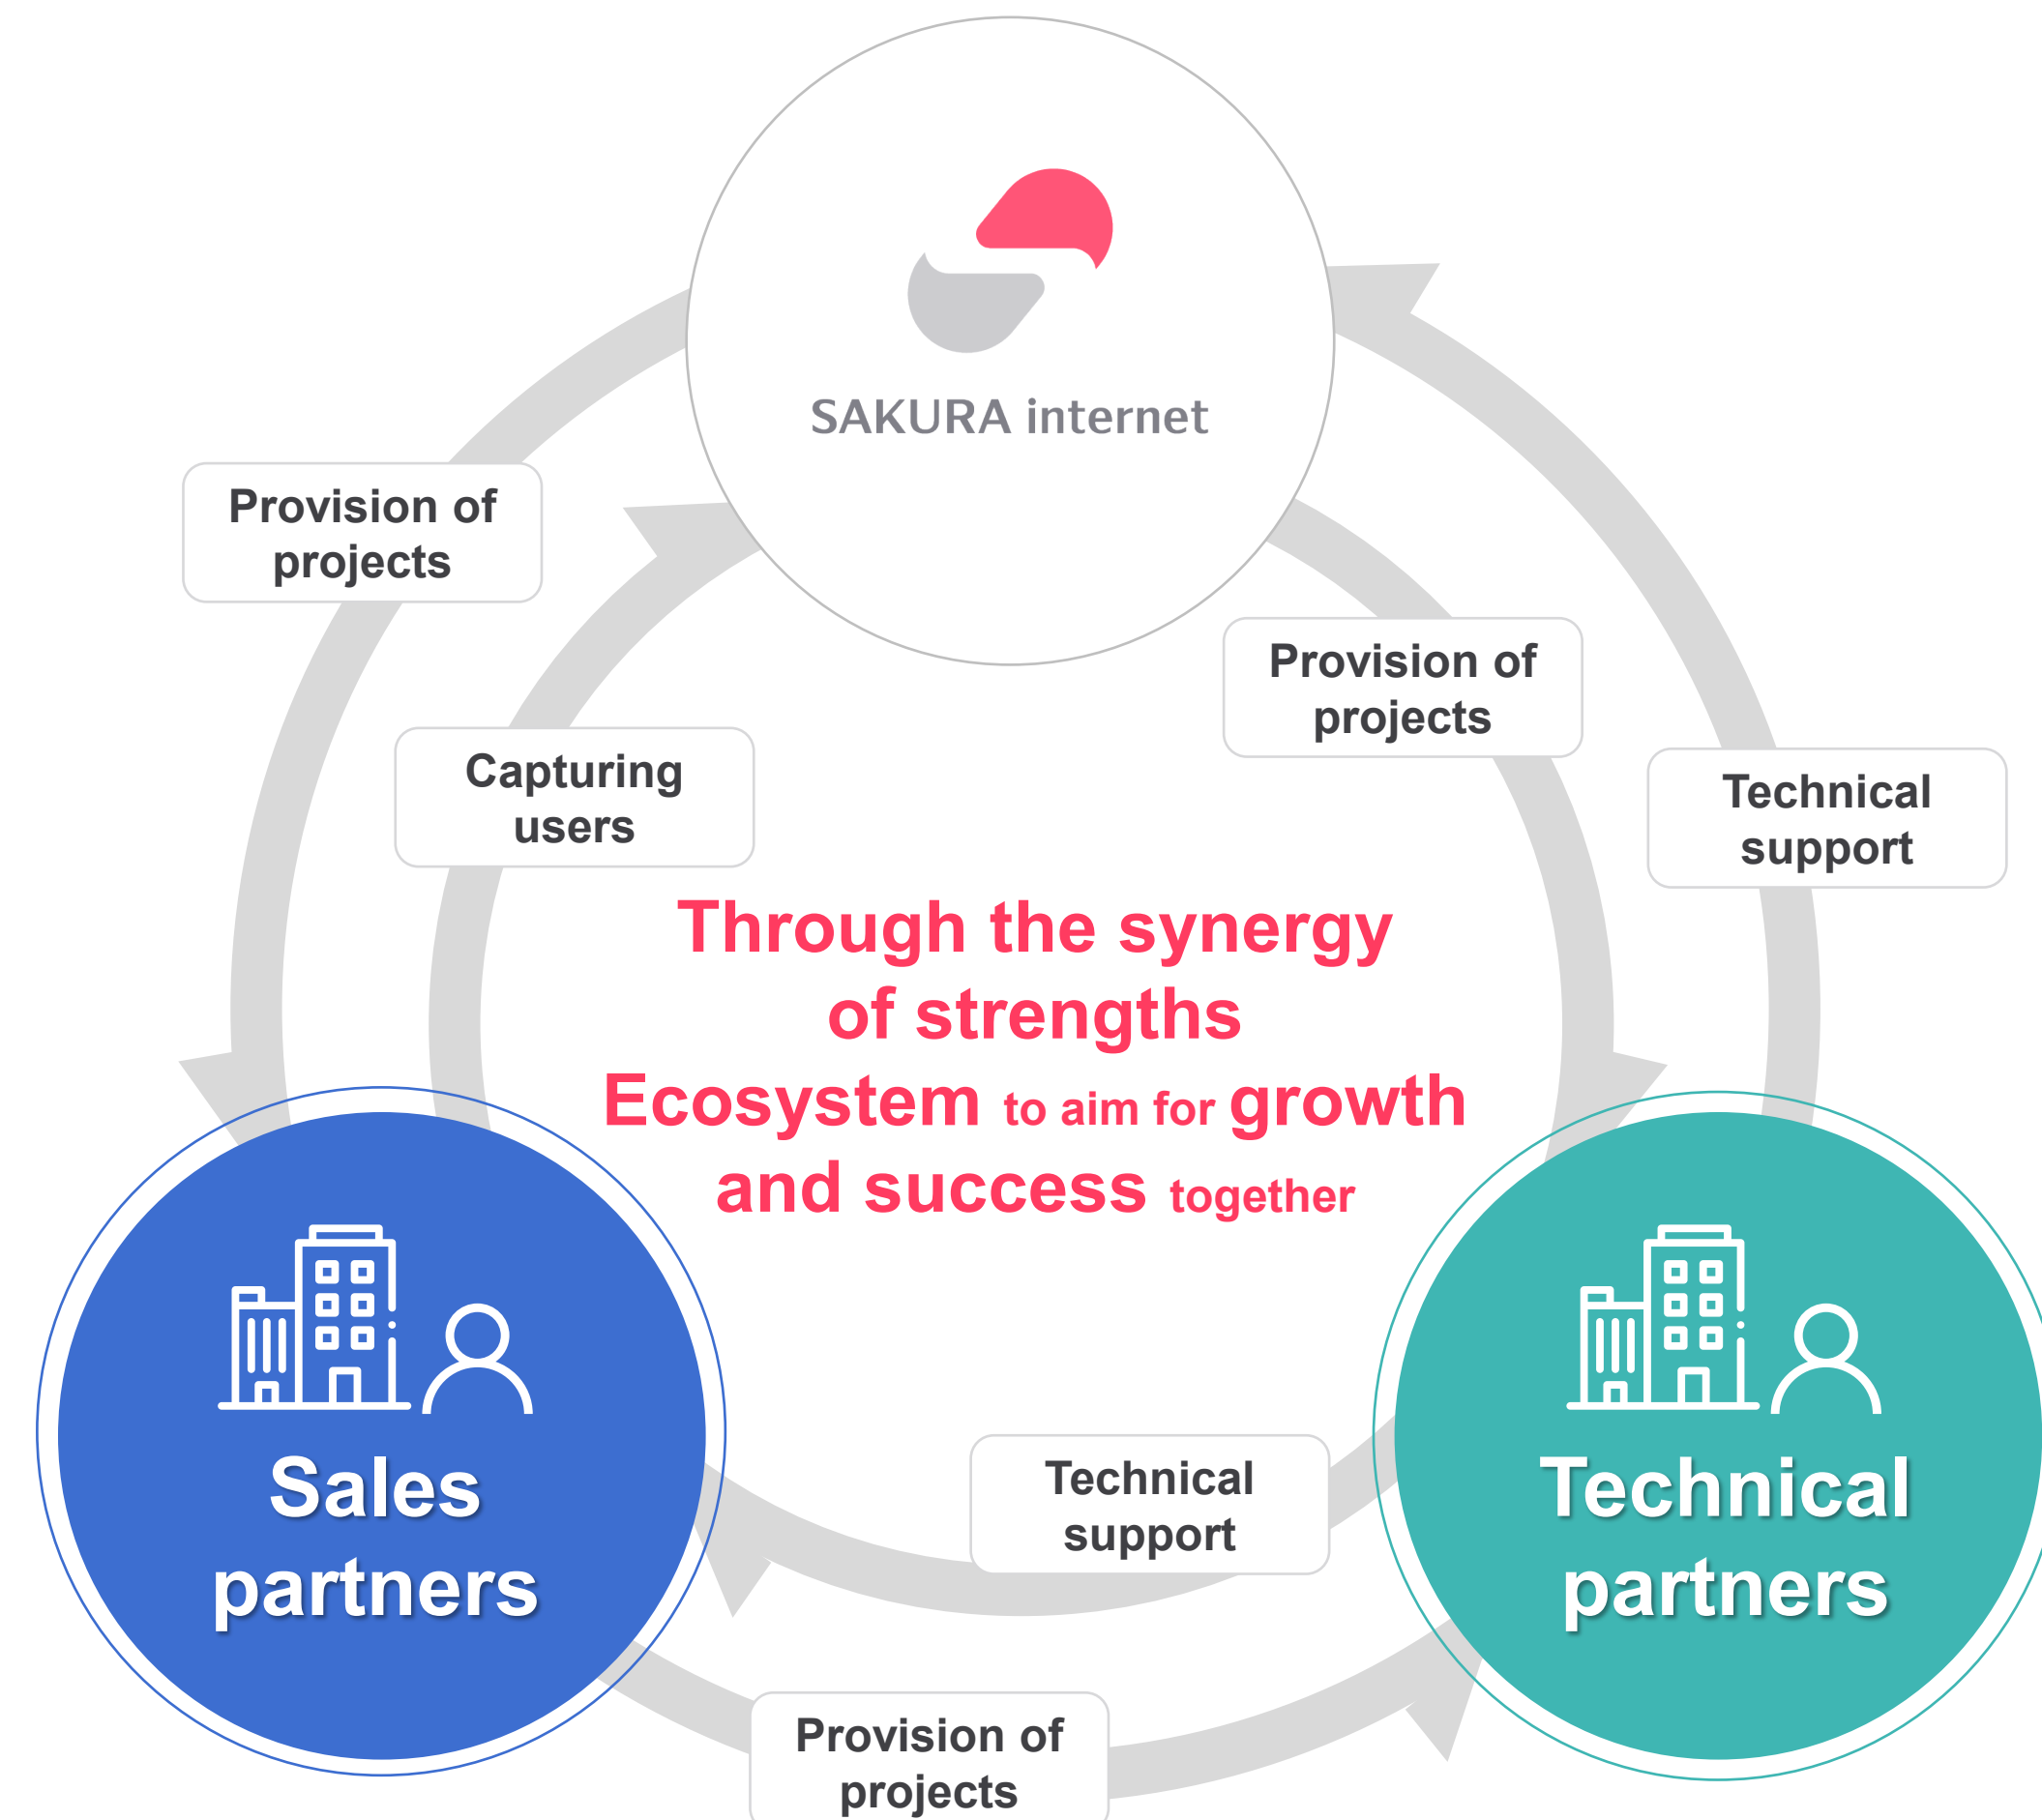 SAKURA internet
Provision of
projects
Provision of
projects
Capturing
users
Technical
support
Through the synergy
of strengths
Ecosystem to aim for growth
and success together
Sales
partners
Technical
partners
Technical
support
Provision of
projects